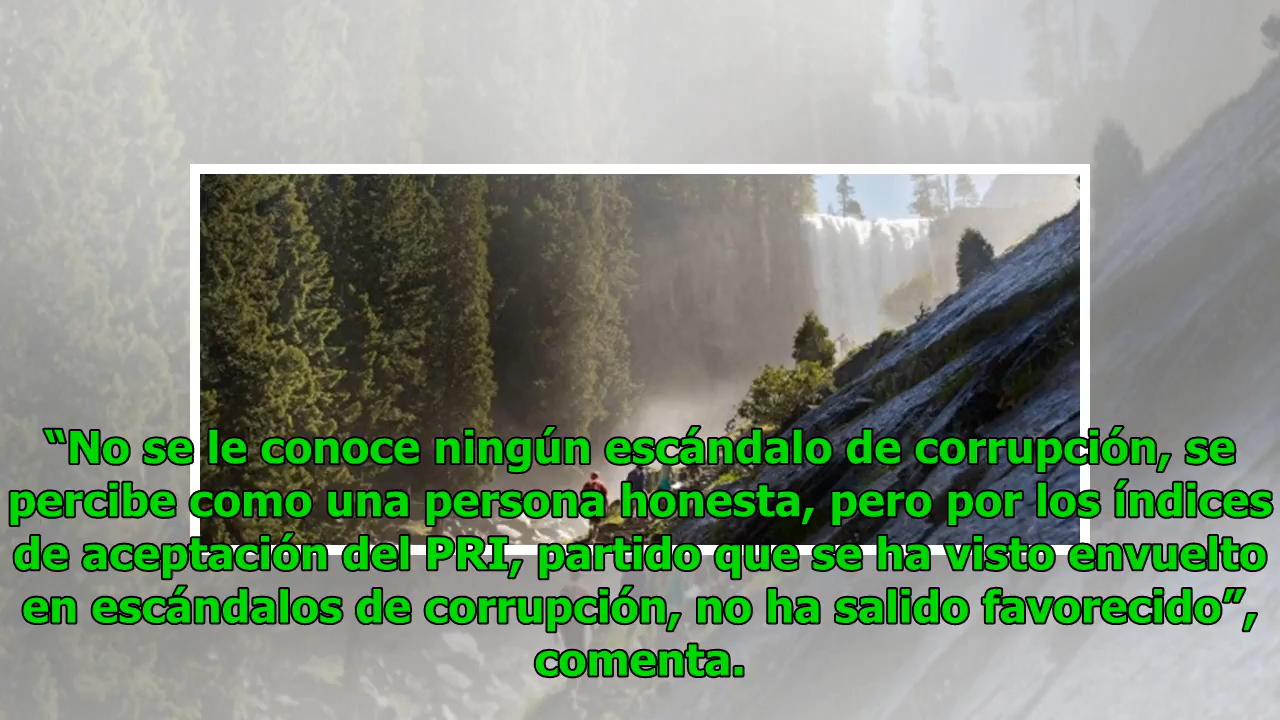 “No se le conoce ningún escándalo de corrupción, se
percibe como una persona honesta, pero por los índices
de aceptación del PRI, partido que se ha visto envuelto
en escándalos de corrupción, no ha salido favorecido”,
comenta.